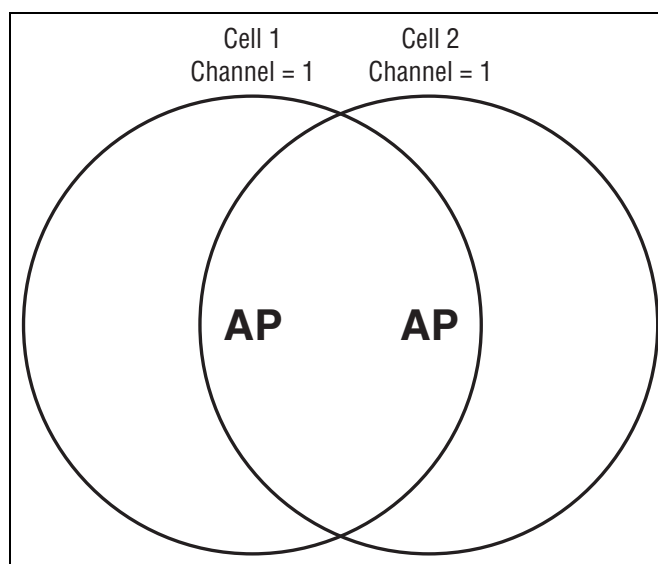 Cell 1
Channel = 1
Cell 2
Channel = 1
AP
AP